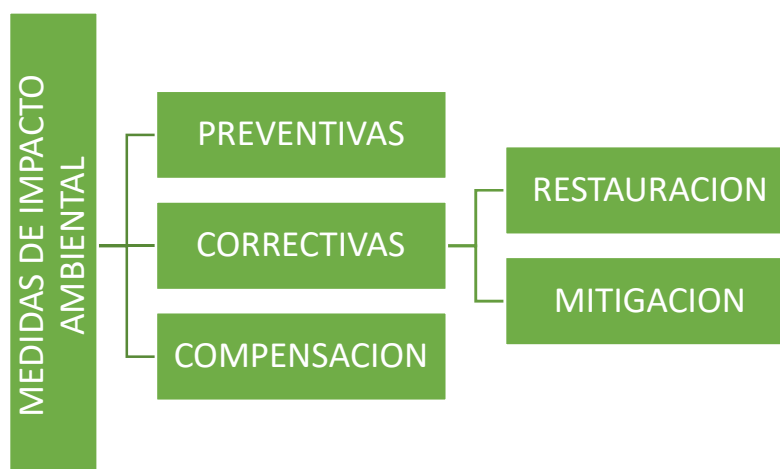 MEDIDAS DE IMPACTO
AMBIENTAL
PREVENTIVAS
CORRECTIVAS
COMPENSACION
RESTAURACION
MITIGACION